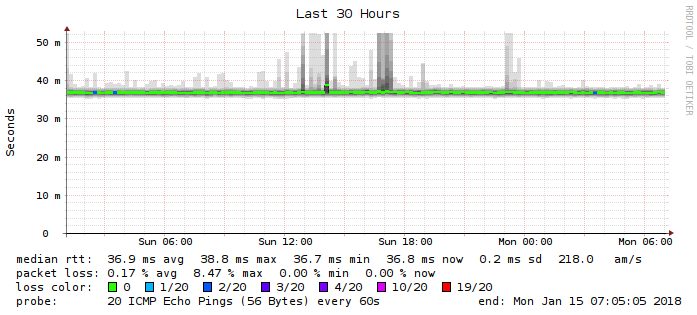 Last 30 Hours
RRDTOOL / TOBI OETIKER
Seconds
50 m
40 m
30 m
20 m
10 m
0
Sun 06:00 Sun 12:00 Sun 18:00 Mon 00:00 Mon 06:00
median rtt: 36.9 ms avg 38.8 ms max 36.7 ms min 36.8 ms now 0.2 ms sd 218.0 am/s
packet loss: 0.17 % avg 8.47 % max 0.00 % min 0.00 % now
loss color: 0 1/20 2/20 3/20 4/20 10/20 19/20
probe: 20 ICMP Echo Pings (56 Bytes) every 60s end: Mon Jan 15 07:05:05 2018